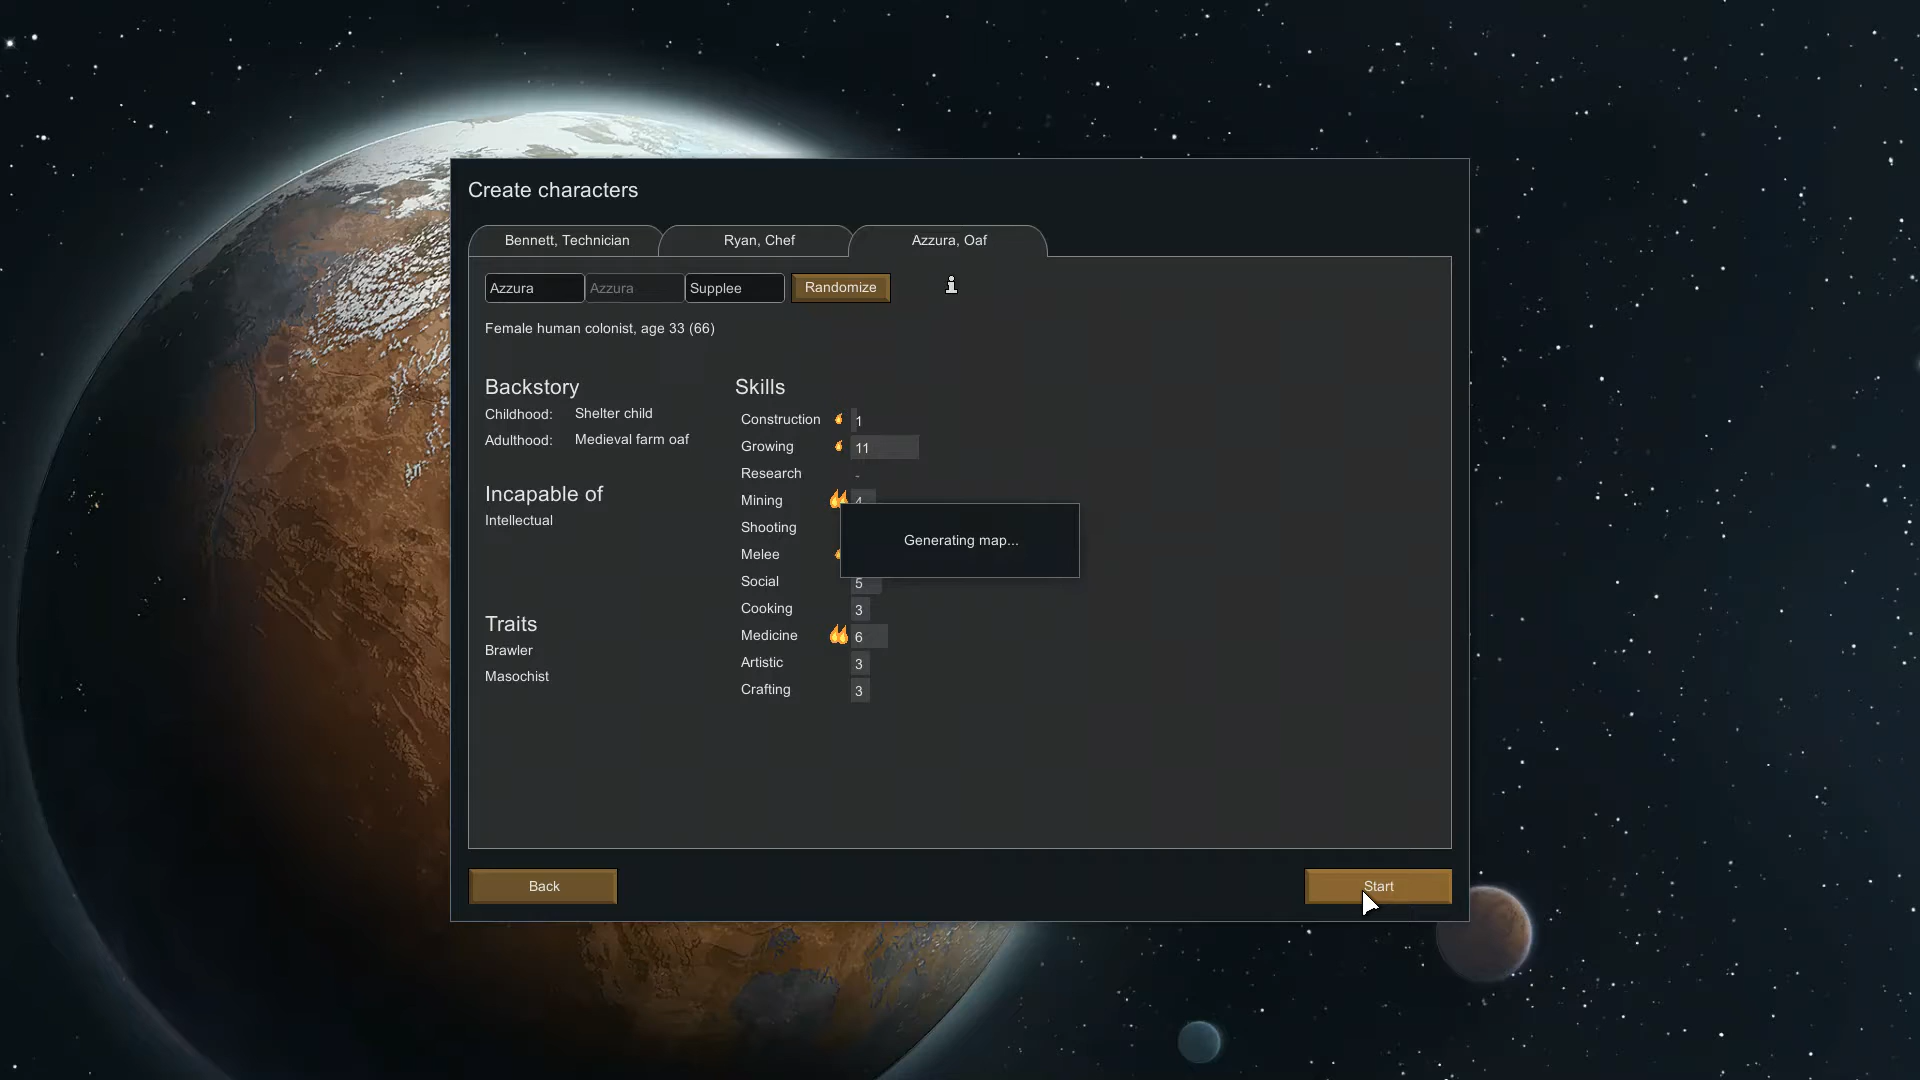 Create characters
Bennett, Technician
Ryan, Chef
Azzura, Oaf
Azzura
Azzura
Supplee
Randomize
Female human colonist, age 33 (66)
Backstory
Childhood: Shelter child
Adulthood: Medieval farm oaf
Incapable of
Intellectual
Traits
Brawler
Masochist
Skills
Construction 1
Growing 11
Research -
Mining 4
Shooting
Melee
Social 5
Cooking 3
Medicine 6
Artistic 3
Crafting 3
Generating map...
Back
Start